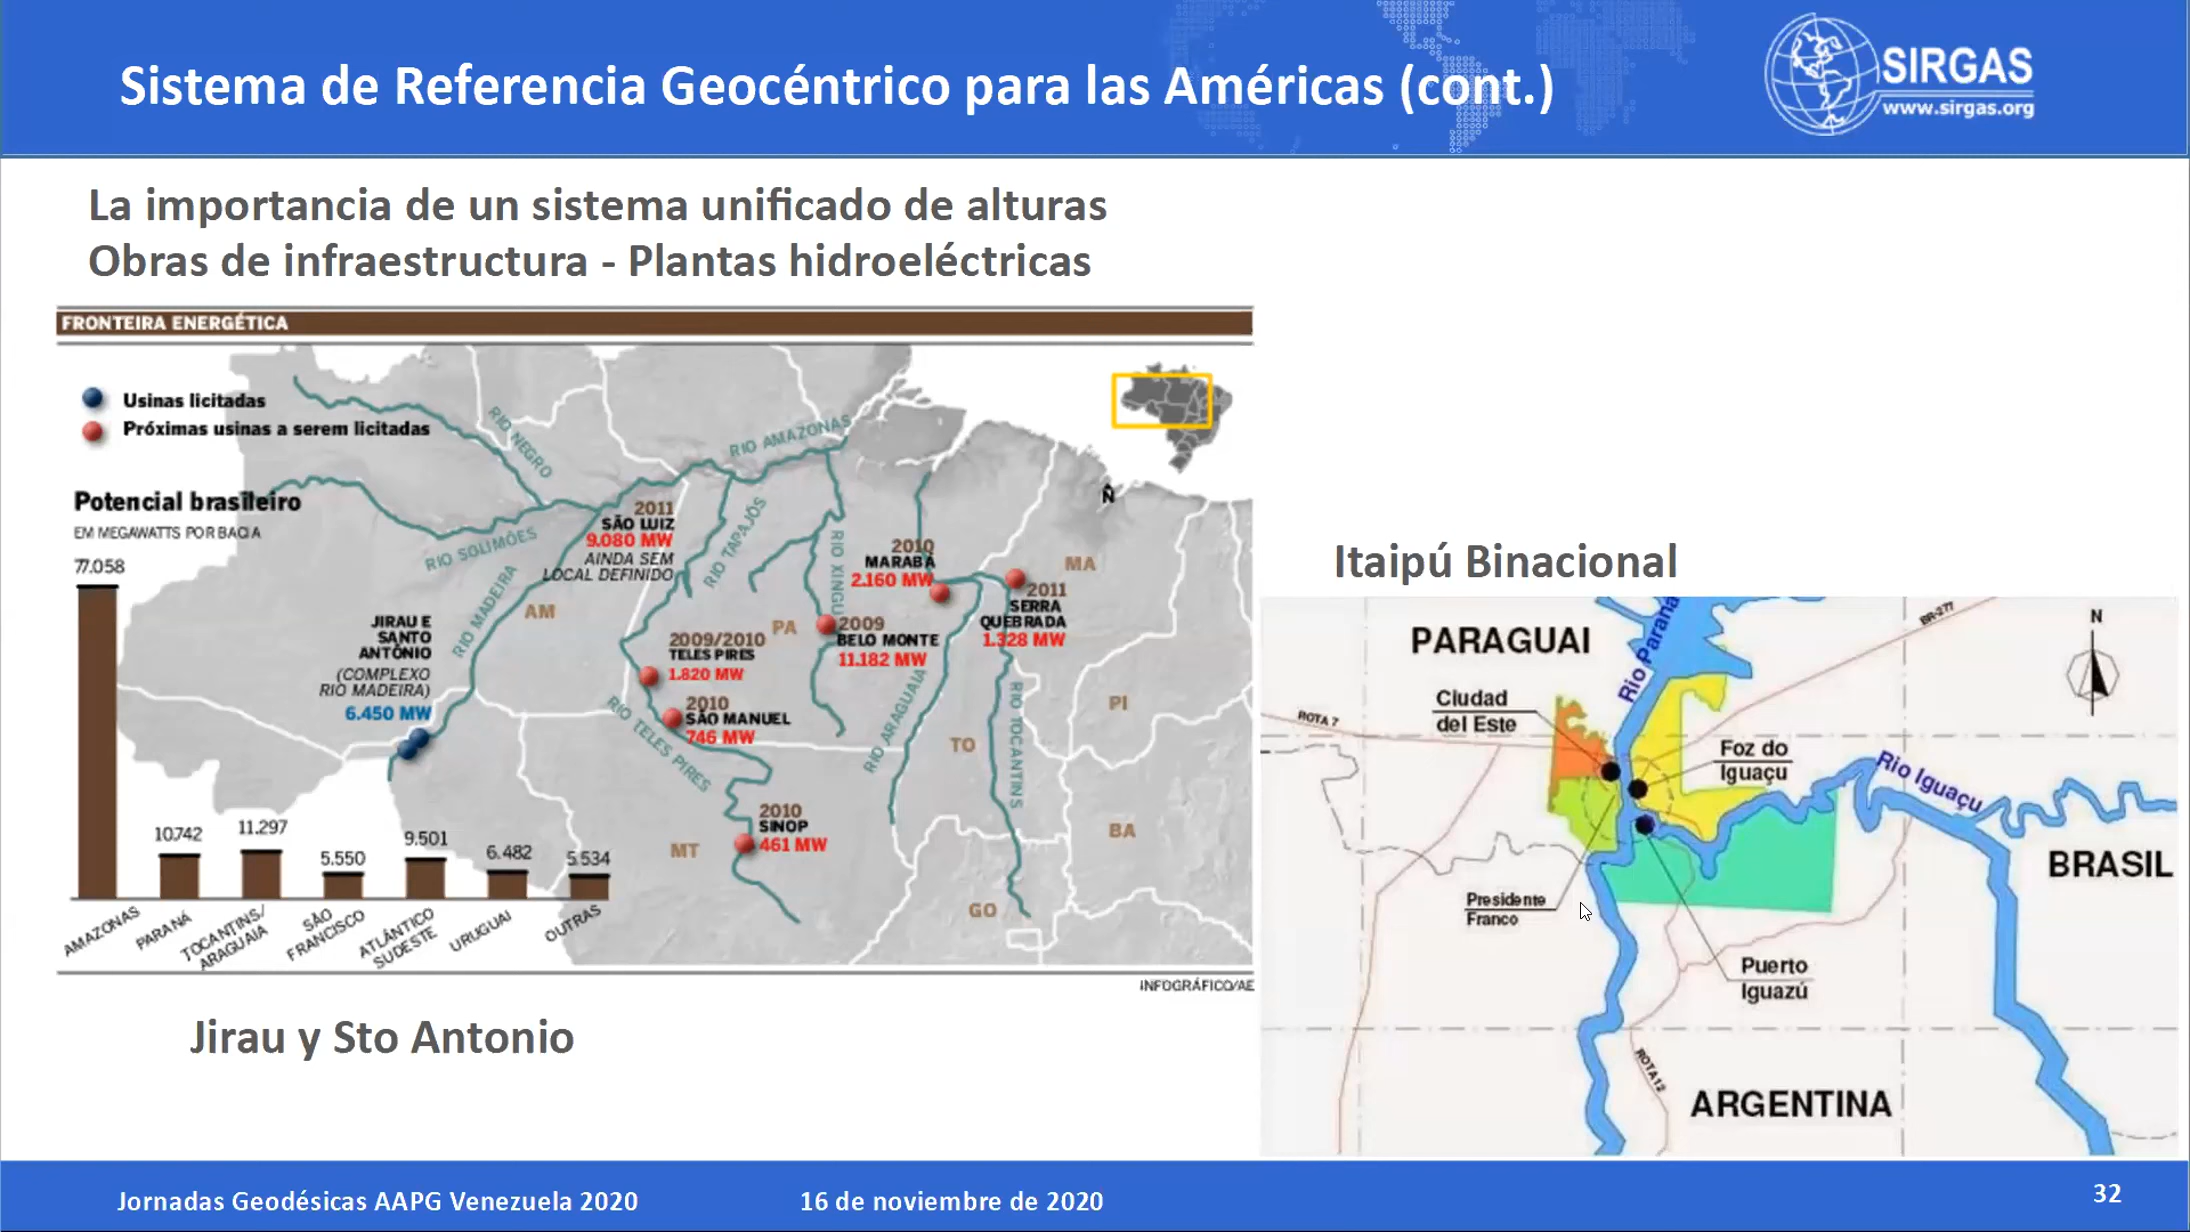 Sistema de Referencia Geocéntrico para las Américas (cont.)
SIRGAS
www.sirgas.org
La importancia de un sistema unificado de alturas
Obras de infraestructura - Plantas hidroeléctricas
FRONTEIRA ENERGÉTICA
Usinas licitadas
Próximas usinas a serem licitadas
Potencial brasileiro
EM MEGAWATTS POR BACIA
77.058
10.742
11.297
5.550
9.501
6.482
5.534
AMAZONAS
PARANÁ
TOCANTINS/
ARAGUAIA
SÃO
FRANCISCO
ATLÂNTICO
SUDESTE
URUGUAI
OUTRAS
RIO NEGRO
RIO SOLIMÕES
RIO MADEIRA
RIO AMAZONAS
RIO TAPAJÓS
RIO XINGU
RIO TELES PIRES
RIO ARAGUAIA
RIO TOCANTINS
JIRAU E
SANTO
ANTÔNIO
(COMPLEXO
RIO MADEIRA)
6.450 MW
2011
SÃO LUIZ
9.080 MW
AINDA SEM
LOCAL DEFINIDO
2009/2010
TELES PIRES
1.820 MW
2010
SÃO MANUEL
746 MW
2010
SINOP
461 MW
2009
BELO MONTE
11.182 MW
2010
MARABÁ
2.160 MW
2011
SERRA
QUEBRADA
1.328 MW
AM
PA
MA
PI
TO
BA
MT
GO
N
INFOGRÁFICO/AE
Jirau y Sto Antonio
Itaipú Binacional
PARAGUAI
Rio Paraná
BR-277
N
Ciudad
del Este
ROTA 7
Foz do
Iguaçu
Rio Iguaçu
BRASIL
Presidente
Franco
Puerto
Iguazú
ROTA 12
ARGENTINA
Jornadas Geodésicas AAPG Venezuela 2020
16 de noviembre de 2020
32